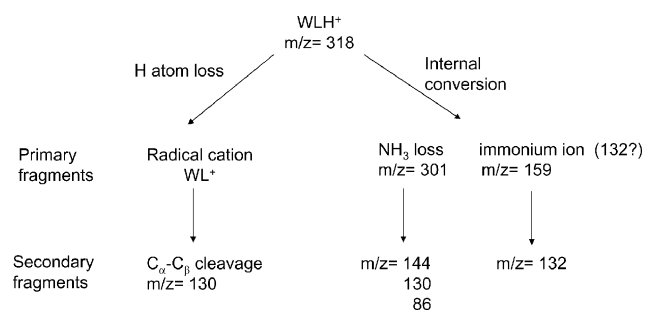 WLH⁺
m/z= 318
H atom loss
Internal
conversion
Primary
fragments
Radical cation
WL⁺
NH₃ loss
m/z= 301
immonium ion (132?)
m/z= 159
Secondary
fragments
Cα-Cβ cleavage
m/z= 130
m/z= 144
130
86
m/z= 132